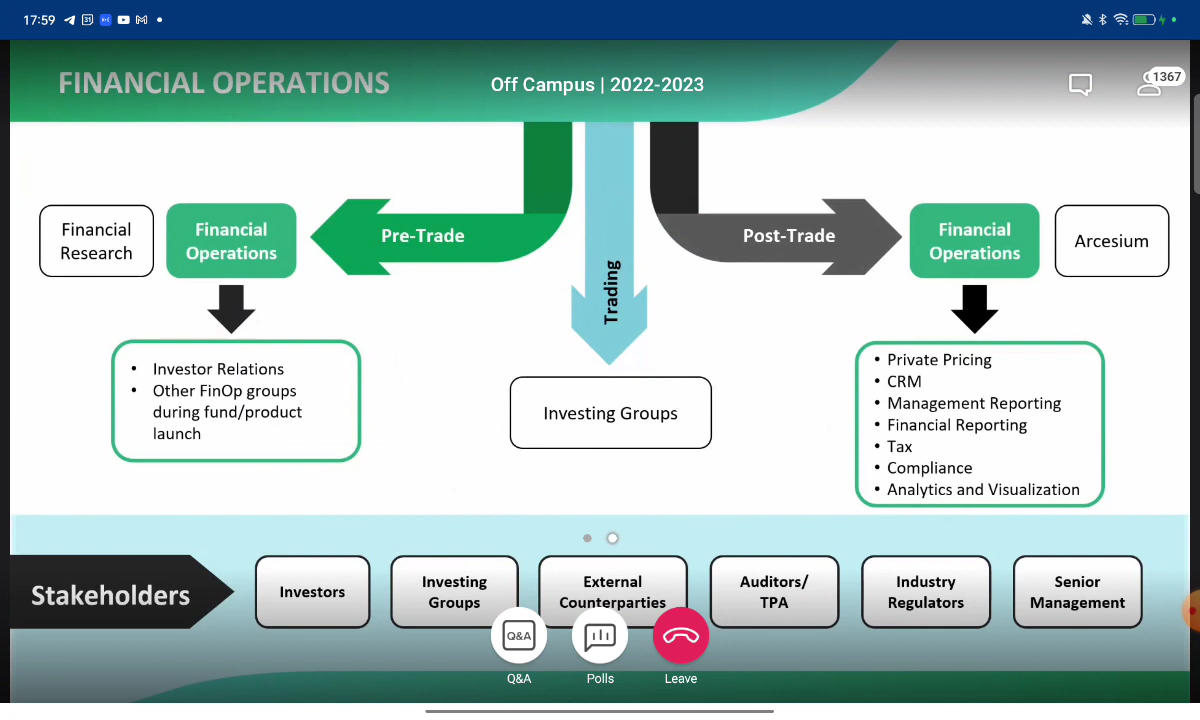 17:59
31
FINANCIAL OPERATIONS
Off Campus | 2022-2023
1367
Financial
Research
Financial
Operations
Pre-Trade
Trading
Post-Trade
Financial
Operations
Arcesium
• Investor Relations
• Other FinOp groups
during fund/product
launch
Investing Groups
• Private Pricing
• CRM
• Management Reporting
• Financial Reporting
• Tax
• Compliance
• Analytics and Visualization
Stakeholders
Investors
Investing
Groups
External
Counterparties
Auditors/
TPA
Industry
Regulators
Senior
Management
Q&A
Q&A
Polls
Leave